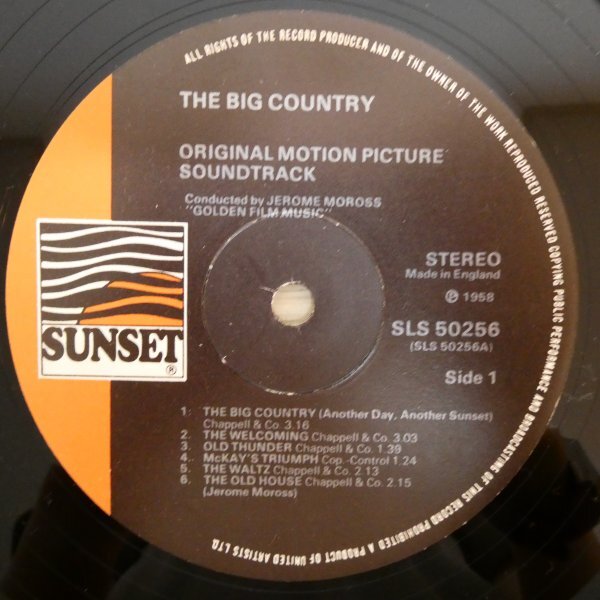 ALL RIGHTS OF THE RECORD PRODUCER AND OF THE OWNER OF THE WORK REPRODUCED RESERVED COPYING PUBLIC PERFORMANCE AND BROADCASTING OF THIS RECORD PROHIBITED A PRODUCT OF UNITED ARTISTS LTD.
THE BIG COUNTRY
ORIGINAL MOTION PICTURE
SOUNDTRACK
Conducted by JEROME MOROSS
"GOLDEN FILM MUSIC"
SUNSET®
STEREO
Made in England
℗ 1958
SLS 50256
(SLS 50256A)
Side 1
1: THE BIG COUNTRY (Another Day, Another Sunset)
Chappell & Co. 3.16
2. THE WELCOMING Chappell & Co. 3.03
3. OLD THUNDER Chappell & Co. 1.39
4.. McKAY'S TRIUMPH Cop.-Control 1.24
5. THE WALTZ Chappell & Co. 2.13
6. THE OLD HOUSE Chappell & Co. 2.15
(Jerome Moross)